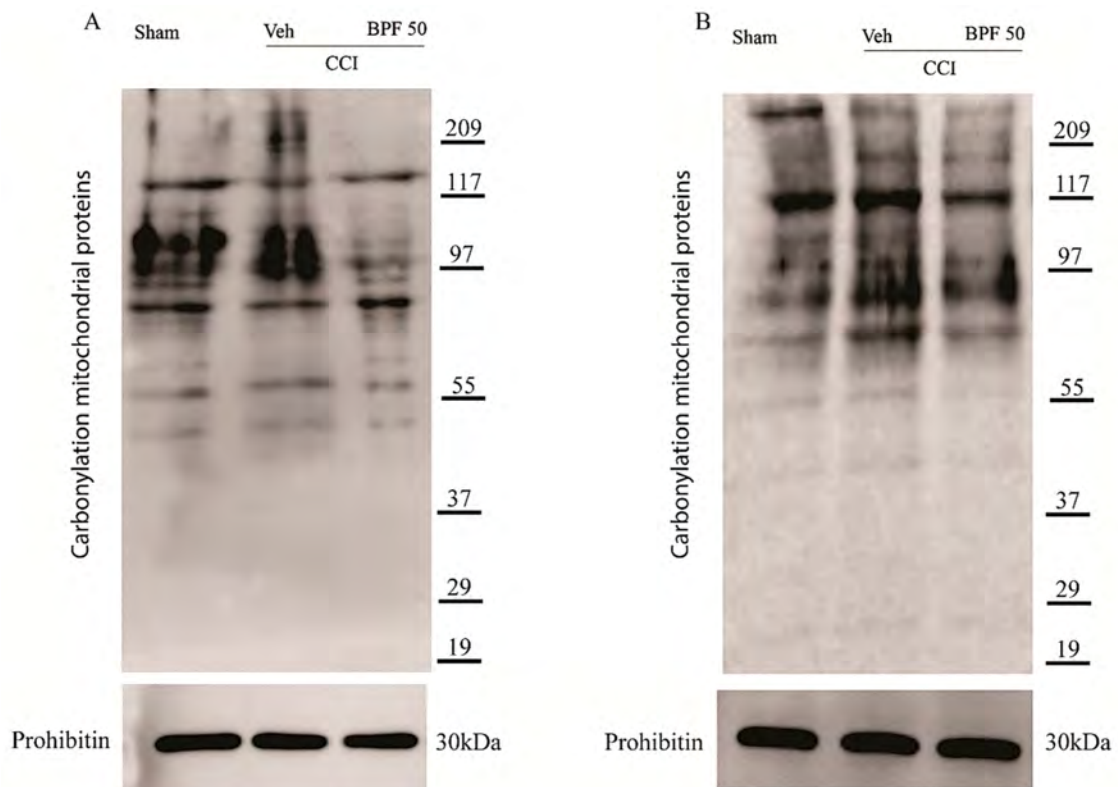 A
Sham
Veh
BPF 50
CCI
Carbonylation mitochondrial proteins
209
117
97
55
37
29
19
Prohibitin
30kDa
B
Sham
Veh
BPF 50
CCI
Carbonylation mitochondrial proteins
209
117
97
55
37
29
19
Prohibitin
30kDa